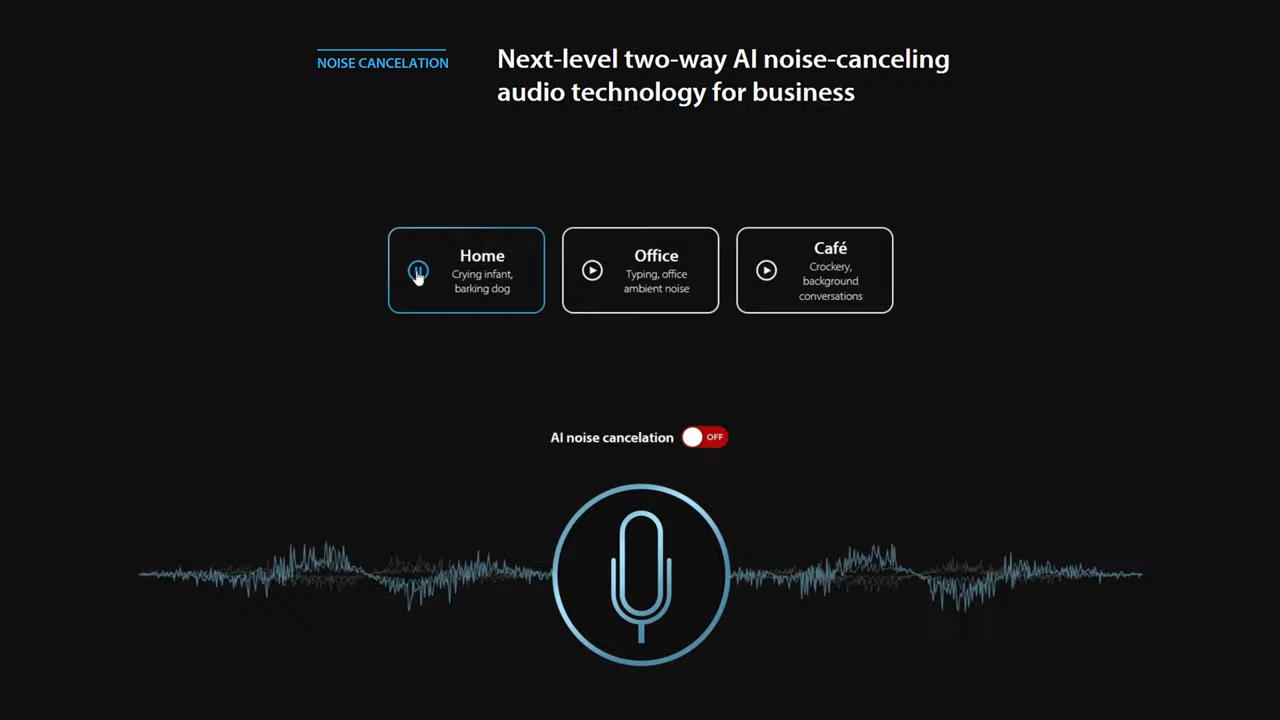 NOISE CANCELATION
Next-level two-way AI noise-canceling
audio technology for business
Home
Crying infant,
barking dog
Office
Typing, office
ambient noise
Café
Crockery,
background
conversations
AI noise cancelation
OFF